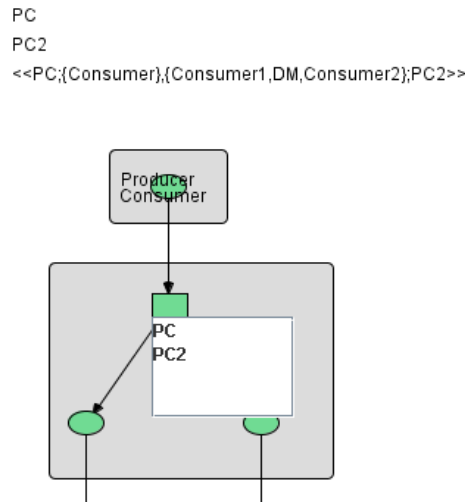 PC
PC2
<<PC;{Consumer},{Consumer1,DM,Consumer2};PC2>>
Producer
Consumer
PC
PC2